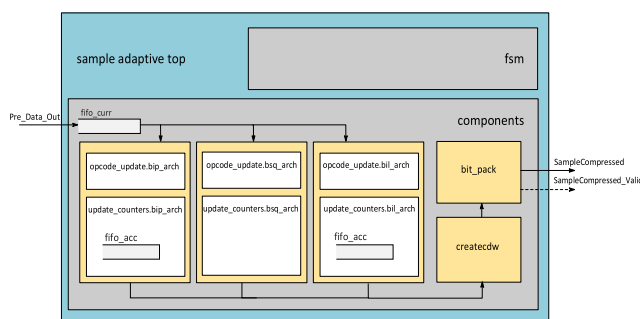 sample adaptive top
fsm
components
Pre_Data_Out
fifo_curr
opcode_update.bip_arch
opcode_update.bsq_arch
opcode_update.bil_arch
bit_pack
SampleCompressed
SampleCompressed_Valid
update_counters.bip_arch
update_counters.bsq_arch
update_counters.bil_arch
fifo_acc
fifo_acc
createcdw